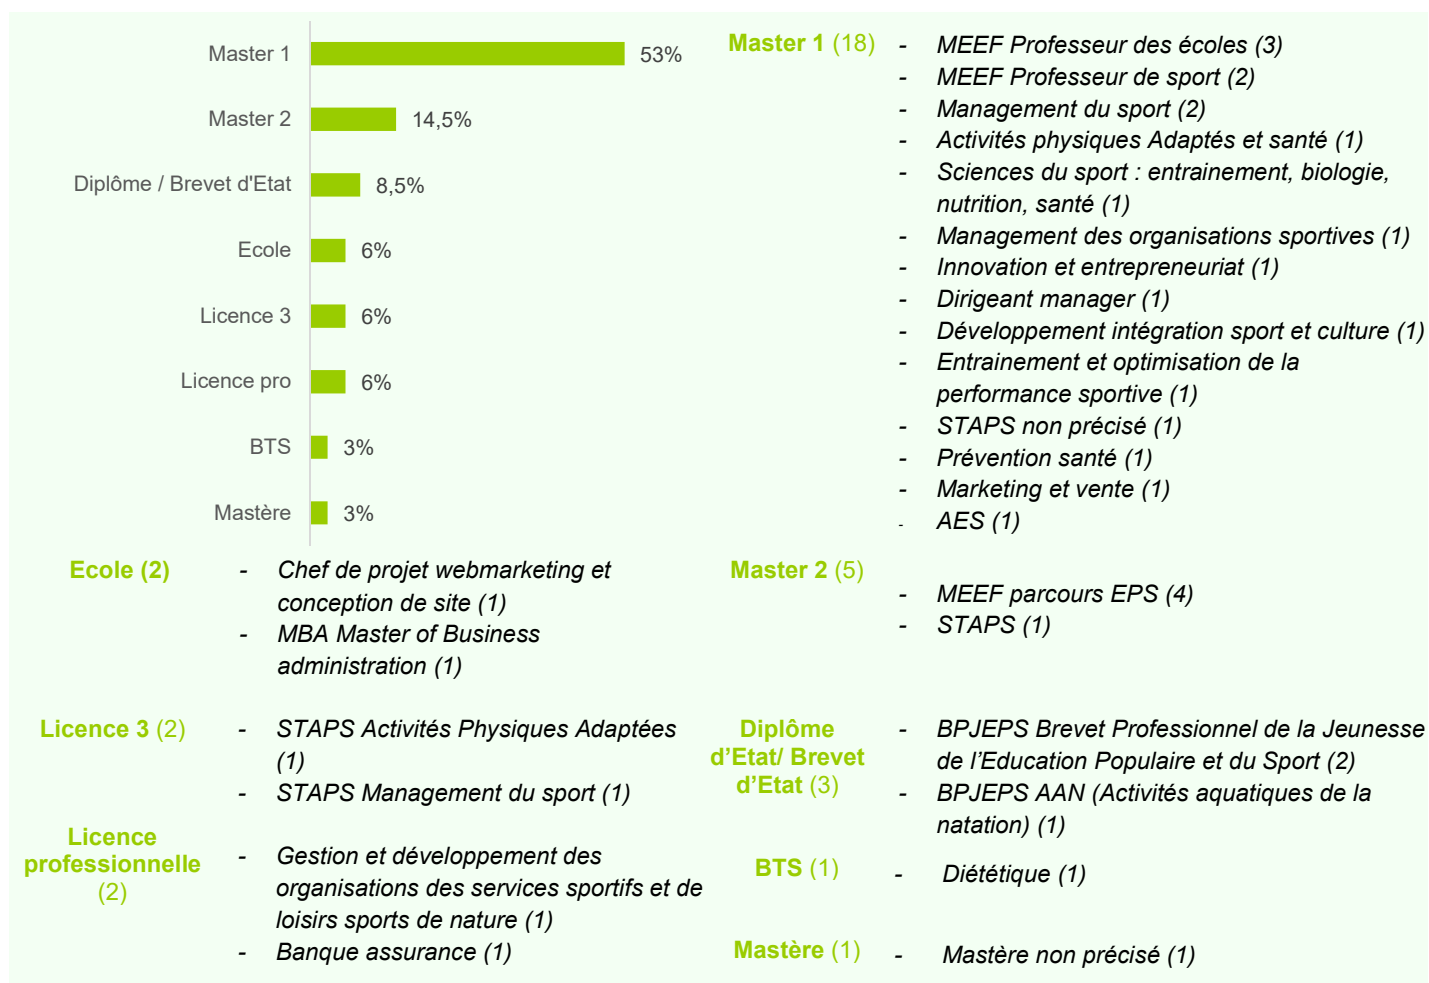 Master 1
53%
Master 2
14,5%
Diplôme / Brevet d'Etat
8,5%
Ecole
6%
Licence 3
6%
Licence pro
6%
BTS
3%
Mastère
3%
Master 1 (18)
- MEEF Professeur des écoles (3)
- MEEF Professeur de sport (2)
- Management du sport (2)
- Activités physiques Adaptés et santé (1)
- Sciences du sport : entrainement, biologie,
nutrition, santé (1)
- Management des organisations sportives (1)
- Innovation et entrepreneuriat (1)
- Dirigeant manager (1)
- Développement intégration sport et culture (1)
- Entrainement et optimisation de la
performance sportive (1)
- STAPS non précisé (1)
- Prévention santé (1)
- Marketing et vente (1)
- AES (1)
Ecole (2)
- Chef de projet webmarketing et
conception de site (1)
- MBA Master of Business
administration (1)
Master 2 (5)
- MEEF parcours EPS (4)
- STAPS (1)
Licence 3 (2)
- STAPS Activités Physiques Adaptées
(1)
- STAPS Management du sport (1)
Diplôme
d’Etat/ Brevet
d’Etat (3)
- BPJEPS Brevet Professionnel de la Jeunesse
de l’Education Populaire et du Sport (2)
- BPJEPS AAN (Activités aquatiques de la
natation) (1)
Licence
professionnelle
(2)
- Gestion et développement des
organisations des services sportifs et de
loisirs sports de nature (1)
- Banque assurance (1)
BTS (1)
- Diététique (1)
Mastère (1)
- Mastère non précisé (1)